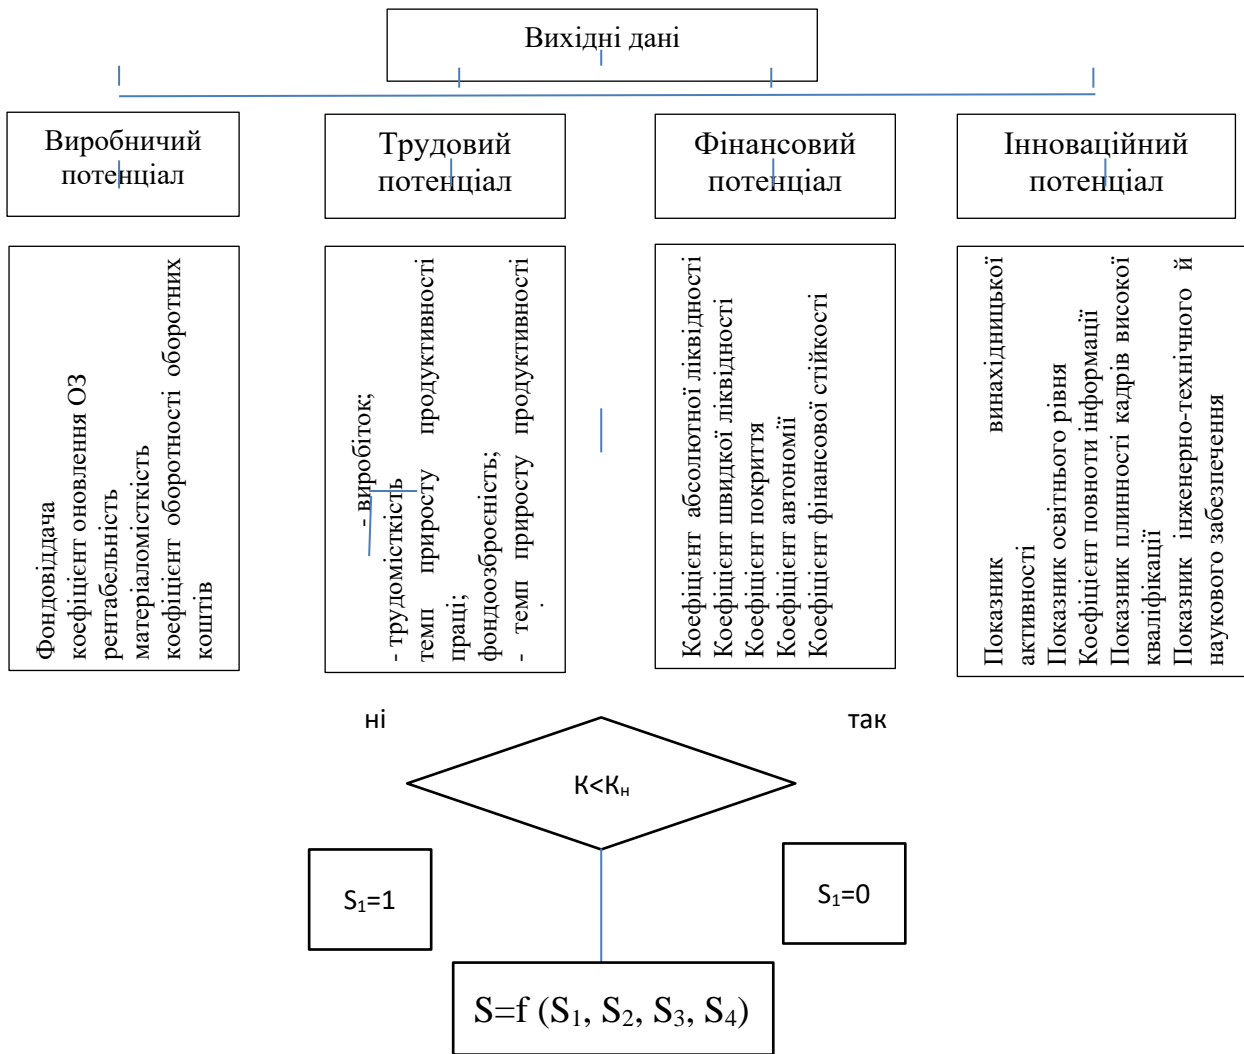 Вихідні дані
Виробничий
потенціал
Трудовий
потенціал
Фінансовий
потенціал
Інноваційний
потенціал
Фондовіддача
коефіцієнт оновлення ОЗ
рентабельність
матеріаломісткість
коефіцієнт оборотності оборотних
коштів
- виробіток;
- трудомісткість
темп приросту продуктивності
праці;
фондоозброєність;
- темп приросту продуктивності
.
Коефіцієнт абсолютної ліквідності
Коефіцієнт швидкої ліквідності
Коефіцієнт покриття
Коефіцієнт автономії
Коефіцієнт фінансової стійкості
Показник винахідницької
активності
Показник освітнього рівня
Коефіцієнт повноти інформації
Показник плинності кадрів високої
кваліфікації
Показник інженерно-технічного й
наукового забезпечення
ні
так
К<Кн
S1=1
S1=0
S=f (S1, S2, S3, S4)